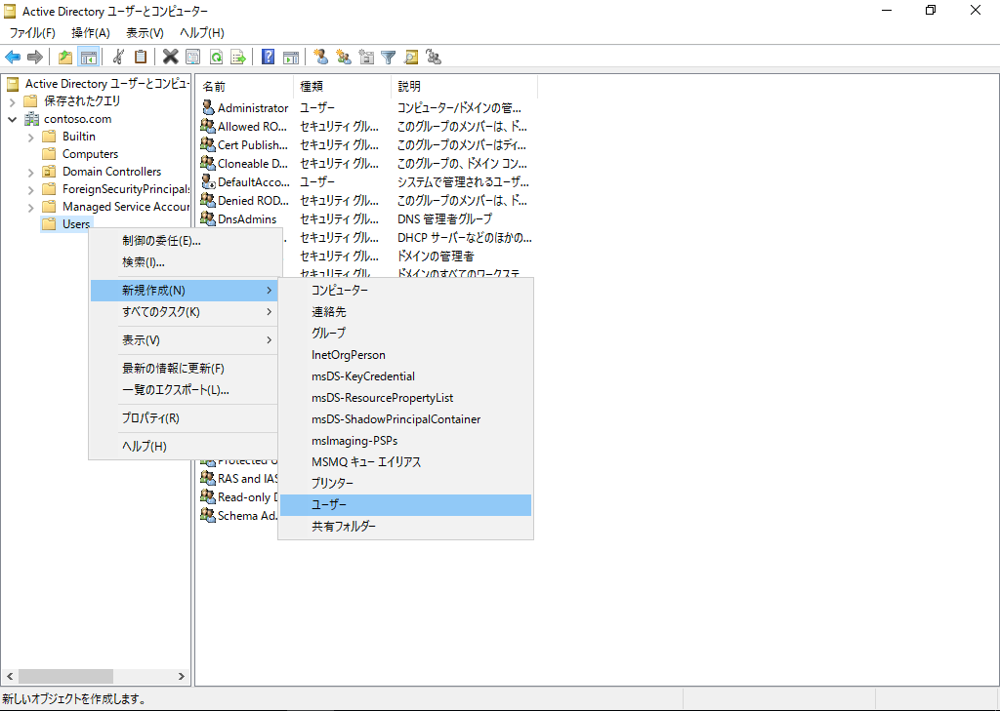 Active Directory ユーザーとコンピューター
ファイル(F) 操作(A) 表示(V) ヘルプ(H)
Active Directory ユーザーとコンピュ
保存されたクエリ
contoso.com
Builtin
Computers
Domain Controllers
ForeignSecurityPrincipals
Managed Service Accour
Users
名前 種類 説明
Administrator ユーザー コンピューター/ドメインの管...
Allowed RO... セキュリティ グル... このグループのメンバーは、ド...
Cert Publish... セキュリティ グル... このグループのメンバーはディ...
Cloneable D... セキュリティ グル... このグループの、ドメイン コン...
DefaultAcco... ユーザー システムで管理されるユーザ...
Denied ROD... セキュリティ グル... このグループのメンバーは、ド...
DnsAdmins セキュリティ グル... DNS 管理者グループ
セキュリティ グル... DHCP サーバーなどのほかの...
セキュリティ グル... ドメインの管理者
セキュリティ グル... ドメインのすべてのワークステ
Protected U
RAS and IAS
Read-only D
Schema Ad.
制御の委任(E)...
検索(I)...
新規作成(N)
すべてのタスク(K)
表示(V)
最新の情報に更新(F)
一覧のエクスポート(L)...
プロパティ(R)
ヘルプ(H)
コンピューター
連絡先
グループ
InetOrgPerson
msDS-KeyCredential
msDS-ResourcePropertyList
msDS-ShadowPrincipalContainer
msImaging-PSPs
MSMQ キュー エイリアス
プリンター
ユーザー
共有フォルダー
新しいオブジェクトを作成します。